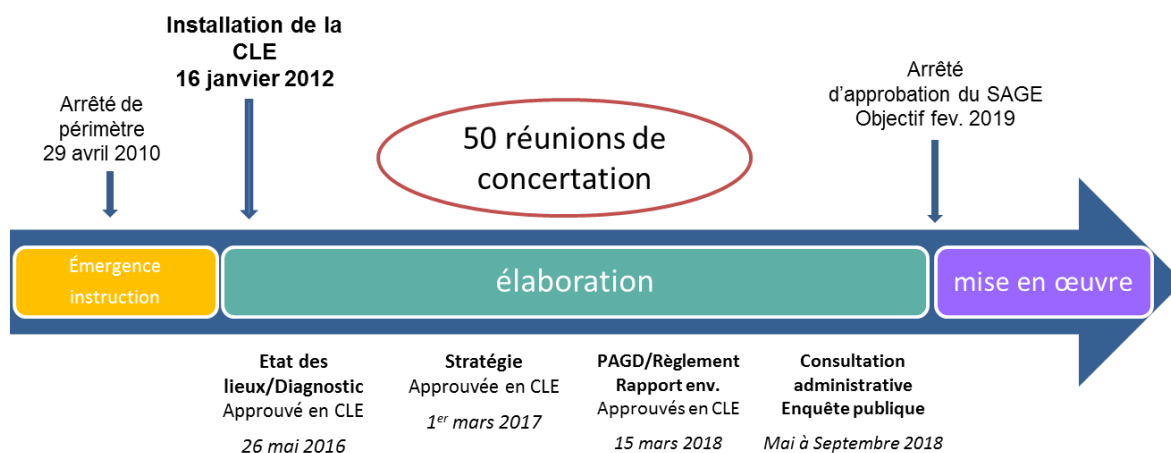 Installation de la
CLE
16 janvier 2012
Arrêté de
périmètre
29 avril 2010
50 réunions de
concertation
Arrêté
d'approbation du SAGE
Objectif fev. 2019
Émergence
instruction
élaboration
mise en œuvre
Etat des
lieux/Diagnostic
Approuvé en CLE
26 mai 2016
Stratégie
Approuvée en CLE
1er mars 2017
PAGD/Règlement
Rapport env.
Approuvés en CLE
15 mars 2018
Consultation
administrative
Enquête publique
Mai à Septembre 2018